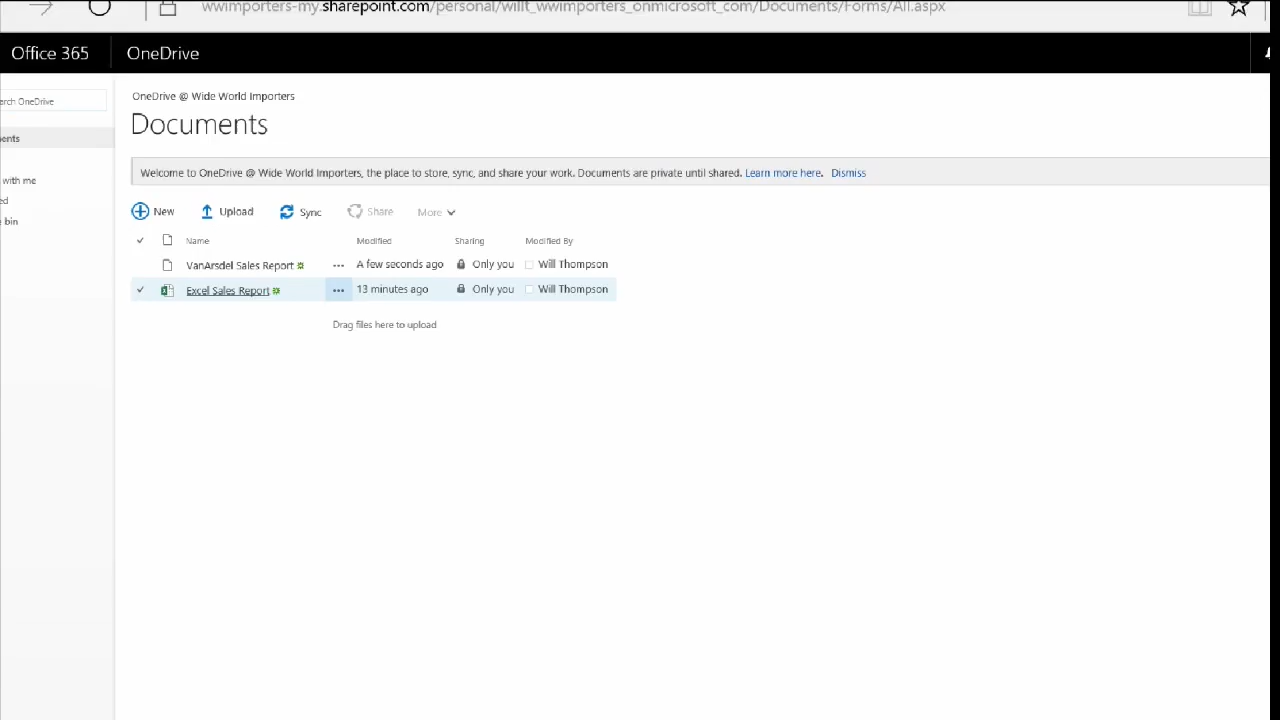 wwimporters-my.sharepoint.com/personal/willt_wwimporters_onmicrosoft_com/Documents/Forms/All.aspx
Office 365 OneDrive
arch OneDrive
OneDrive @ Wide World Importers
Documents
ents
Welcome to OneDrive @ Wide World Importers, the place to store, sync, and share your work. Documents are private until shared. Learn more here. Dismiss
with me
ed
bin
New Upload Sync Share More
Name Modified Sharing Modified By
VanArsdel Sales Report ... A few seconds ago Only you Will Thompson
Excel Sales Report ... 13 minutes ago Only you Will Thompson
Drag files here to upload